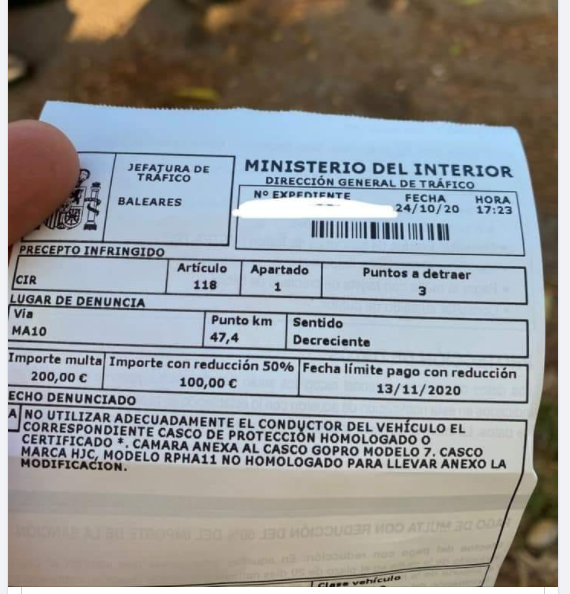 JEFATURA DE
TRÁFICO
BALEARES
MINISTERIO DEL INTERIOR
DIRECCIÓN GENERAL DE TRÁFICO
Nº EXPEDIENTE FECHA HORA
24/10/20 17:23
PRECEPTO INFRINGIDO
CIR
Artículo Apartado Puntos a detraer
118 1 3
LUGAR DE DENUNCIA
Vía Punto km Sentido
MA10 47,4 Decreciente
Importe multa Importe con reducción 50% Fecha límite pago con reducción
200,00 € 100,00 € 13/11/2020
ECHO DENUNCIADO
A NO UTILIZAR ADECUADAMENTE EL CONDUCTOR DEL VEHÍCULO EL
CORRESPONDIENTE CASCO DE PROTECCIÓN HOMOLOGADO O
CERTIFICADO *. CAMARA ANEXA AL CASCO GOPRO MODELO 7. CASCO
MARCA HJC, MODELO RPHA11 NO HOMOLOGADO PARA LLEVAR ANEXO LA
MODIFICACION.
Clase vehículo